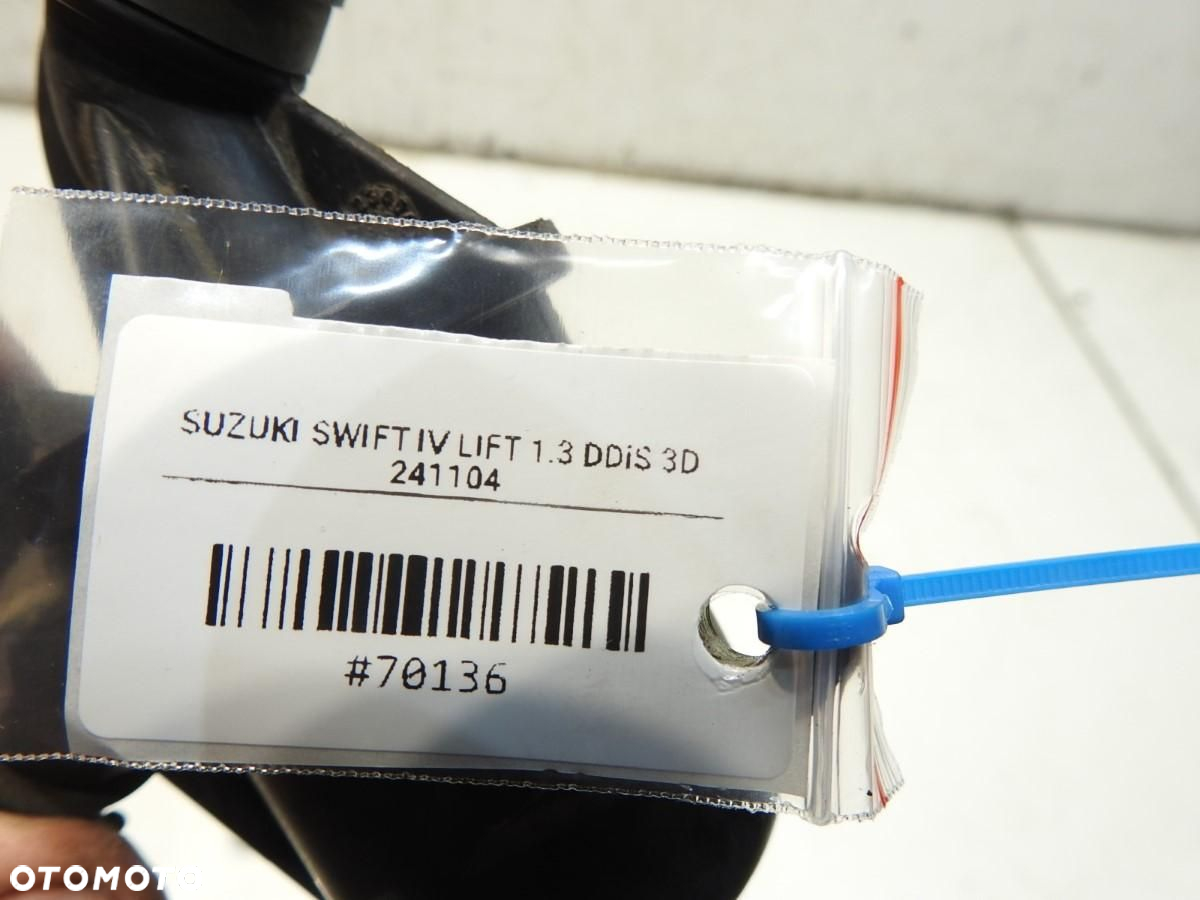 SUZUKI SWIFT IV LIFT 1.3 DDiS 3D
241104
#70136
OTOMOTO